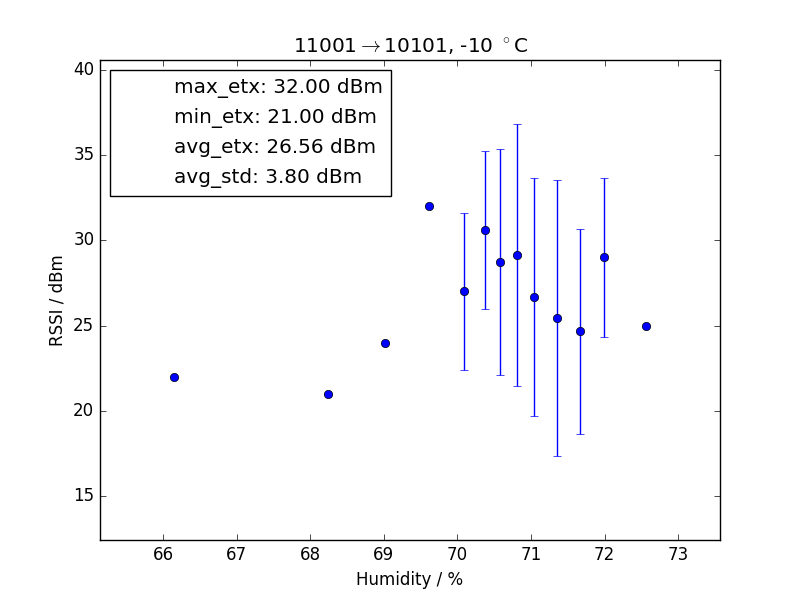 11001→10101, -10 °C
max_etx: 32.00 dBm
min_etx: 21.00 dBm
avg_etx: 26.56 dBm
avg_std: 3.80 dBm
RSSI / dBm
40
35
30
25
20
15
66 67 68 69 70 71 72 73
Humidity / %